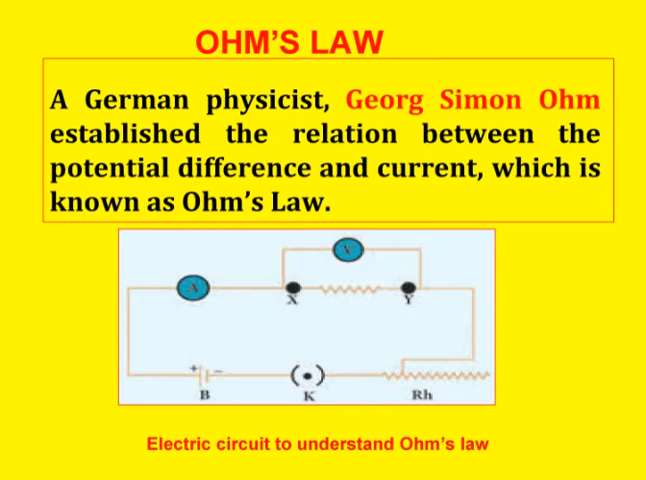 OHM'S LAW
A German physicist, Georg Simon Ohm
established the relation between the
potential difference and current, which is
known as Ohm's Law.
V
A
X
Y
+
−
(•)
B
K
Rh
Electric circuit to understand Ohm's law